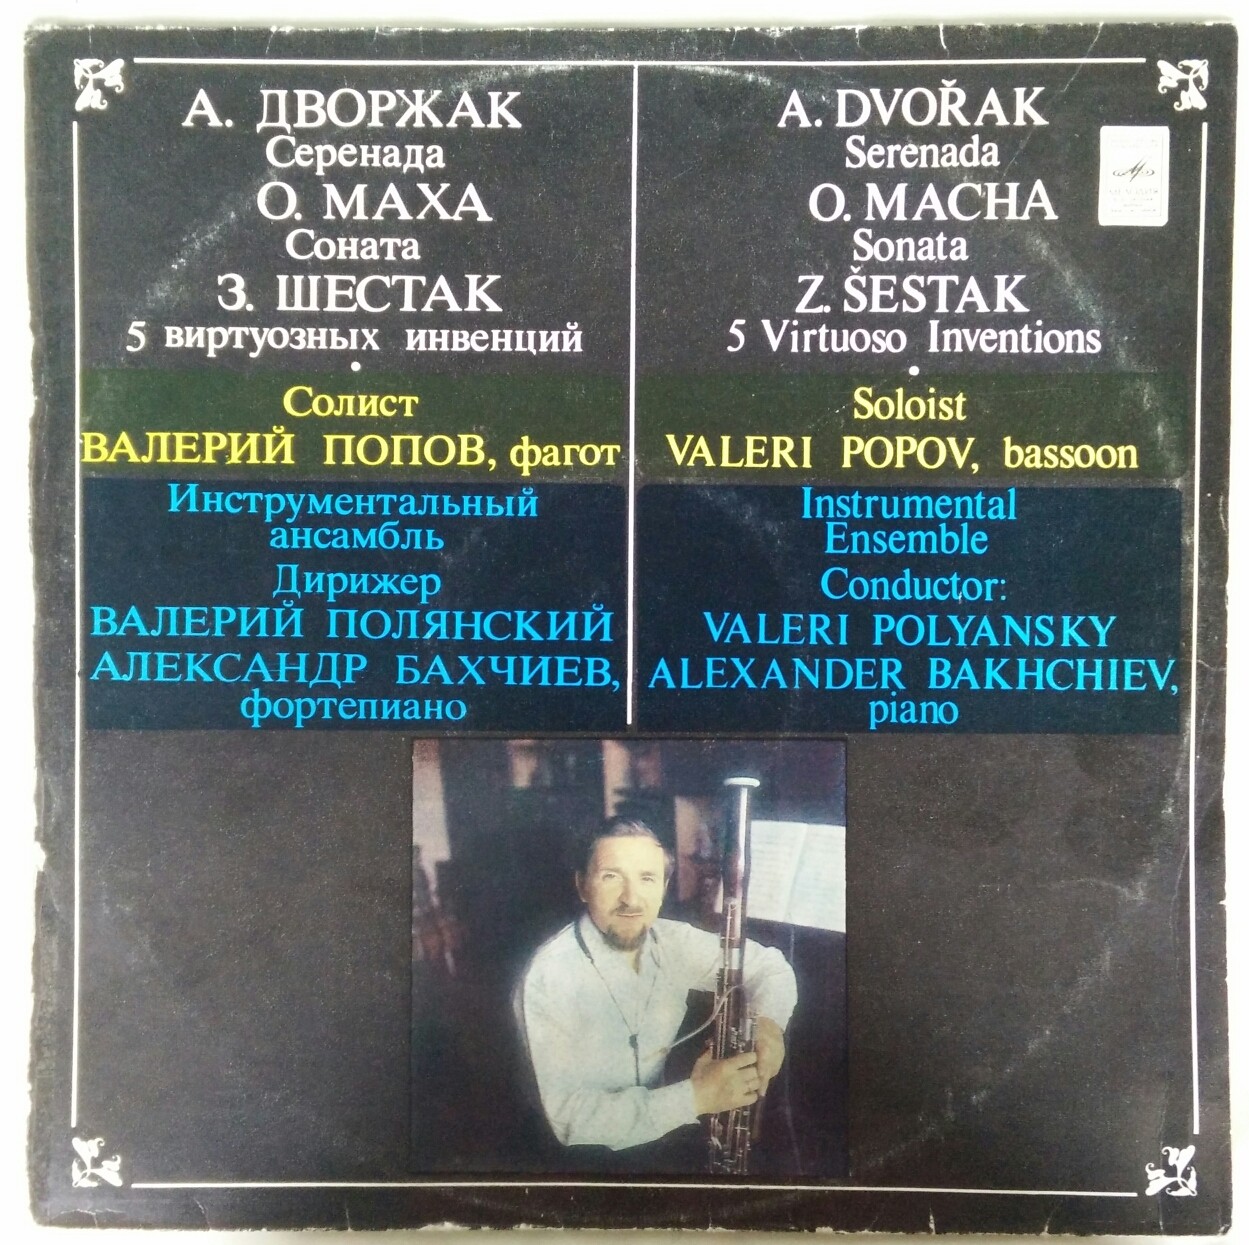 А. ДВОРЖАК
Серенада
О. МАХА
Соната
З. ШЕСТАК
5 виртуозных инвенций
Солист
ВАЛЕРИЙ ПОПОВ, фагот
Инструментальный
ансамбль
Дирижер
ВАЛЕРИЙ ПОЛЯНСКИЙ
АЛЕКСАНДР БАХЧИЕВ,
фортепиано
A. DVOŘAK
Serenada
O. MACHA
Sonata
Z. ŠESTAK
5 Virtuoso Inventions
Soloist
VALERI POPOV, bassoon
Instrumental
Ensemble
Conductor:
VALERI POLYANSKY
ALEXANDER BAKHCHIEV,
piano